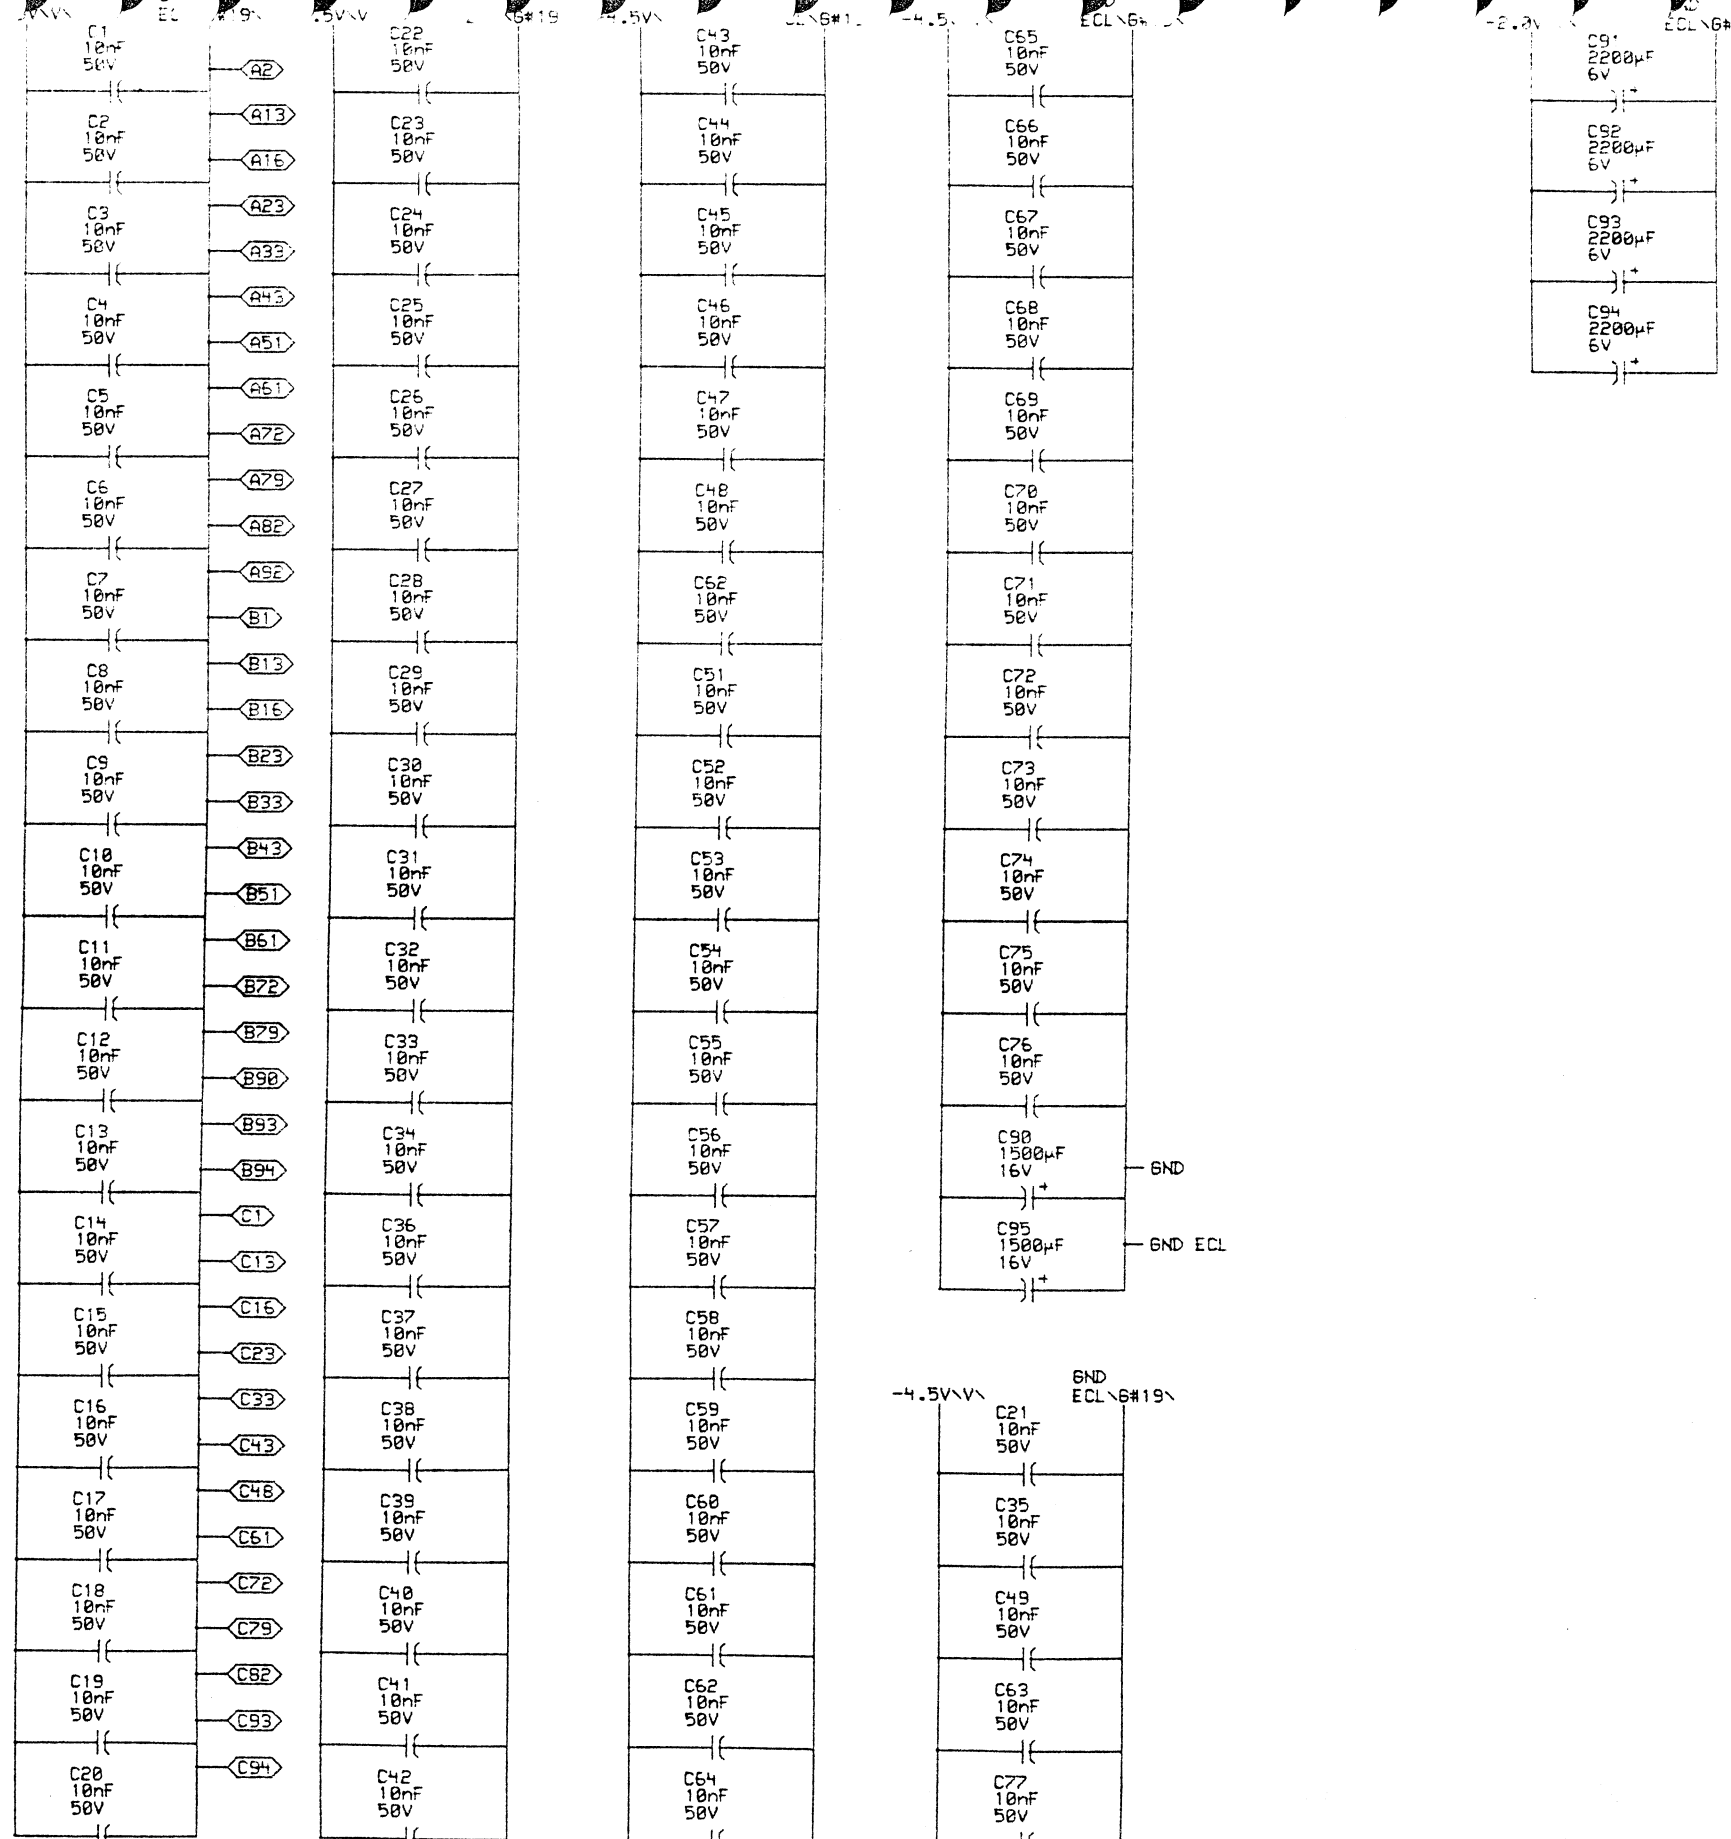 C1
10nF
50V
C2
10nF
50V
C3
10nF
50V
C4
10nF
50V
C5
10nF
50V
C6
10nF
50V
C7
10nF
50V
C8
10nF
50V
C9
10nF
50V
C10
10nF
50V
C11
10nF
50V
C12
10nF
50V
C13
10nF
50V
C14
10nF
50V
C15
10nF
50V
C16
10nF
50V
C17
10nF
50V
C18
10nF
50V
C19
10nF
50V
C20
10nF
50V
A2
A13
A16
A23
A33
A43
A51
A61
A72
A79
A82
A92
B1
B13
B16
B23
B33
B43
B51
B61
B72
B79
B90
B93
B94
C1
C13
C16
C23
C33
C43
C48
C61
C72
C79
C82
C93
C94
C22
10nF
50V
C23
10nF
50V
C24
10nF
50V
C25
10nF
50V
C26
10nF
50V
C27
10nF
50V
C28
10nF
50V
C29
10nF
50V
C30
10nF
50V
C31
10nF
50V
C32
10nF
50V
C33
10nF
50V
C34
10nF
50V
C36
10nF
50V
C37
10nF
50V
C38
10nF
50V
C39
10nF
50V
C40
10nF
50V
C41
10nF
50V
C42
10nF
50V
C43
10nF
50V
C44
10nF
50V
C45
10nF
50V
C46
10nF
50V
C47
10nF
50V
C48
10nF
50V
C62
10nF
50V
C51
10nF
50V
C52
10nF
50V
C53
10nF
50V
C54
10nF
50V
C55
10nF
50V
C56
10nF
50V
C57
10nF
50V
C58
10nF
50V
C59
10nF
50V
C60
10nF
50V
C61
10nF
50V
C62
10nF
50V
C64
10nF
50V
C65
10nF
50V
C66
10nF
50V
C67
10nF
50V
C68
10nF
50V
C69
10nF
50V
C70
10nF
50V
C71
10nF
50V
C72
10nF
50V
C73
10nF
50V
C74
10nF
50V
C75
10nF
50V
C76
10nF
50V
C90
1500µF
16V
+
GND
C95
1500µF
16V
+
GND ECL
-4.5V\V\
GND
ECL\G#19\
C21
10nF
50V
C35
10nF
50V
C49
10nF
50V
C63
10nF
50V
C77
10nF
50V
2200µF
6V
+
C92
2200µF
6V
+
C93
2200µF
6V
+
C94
2200µF
6V
+